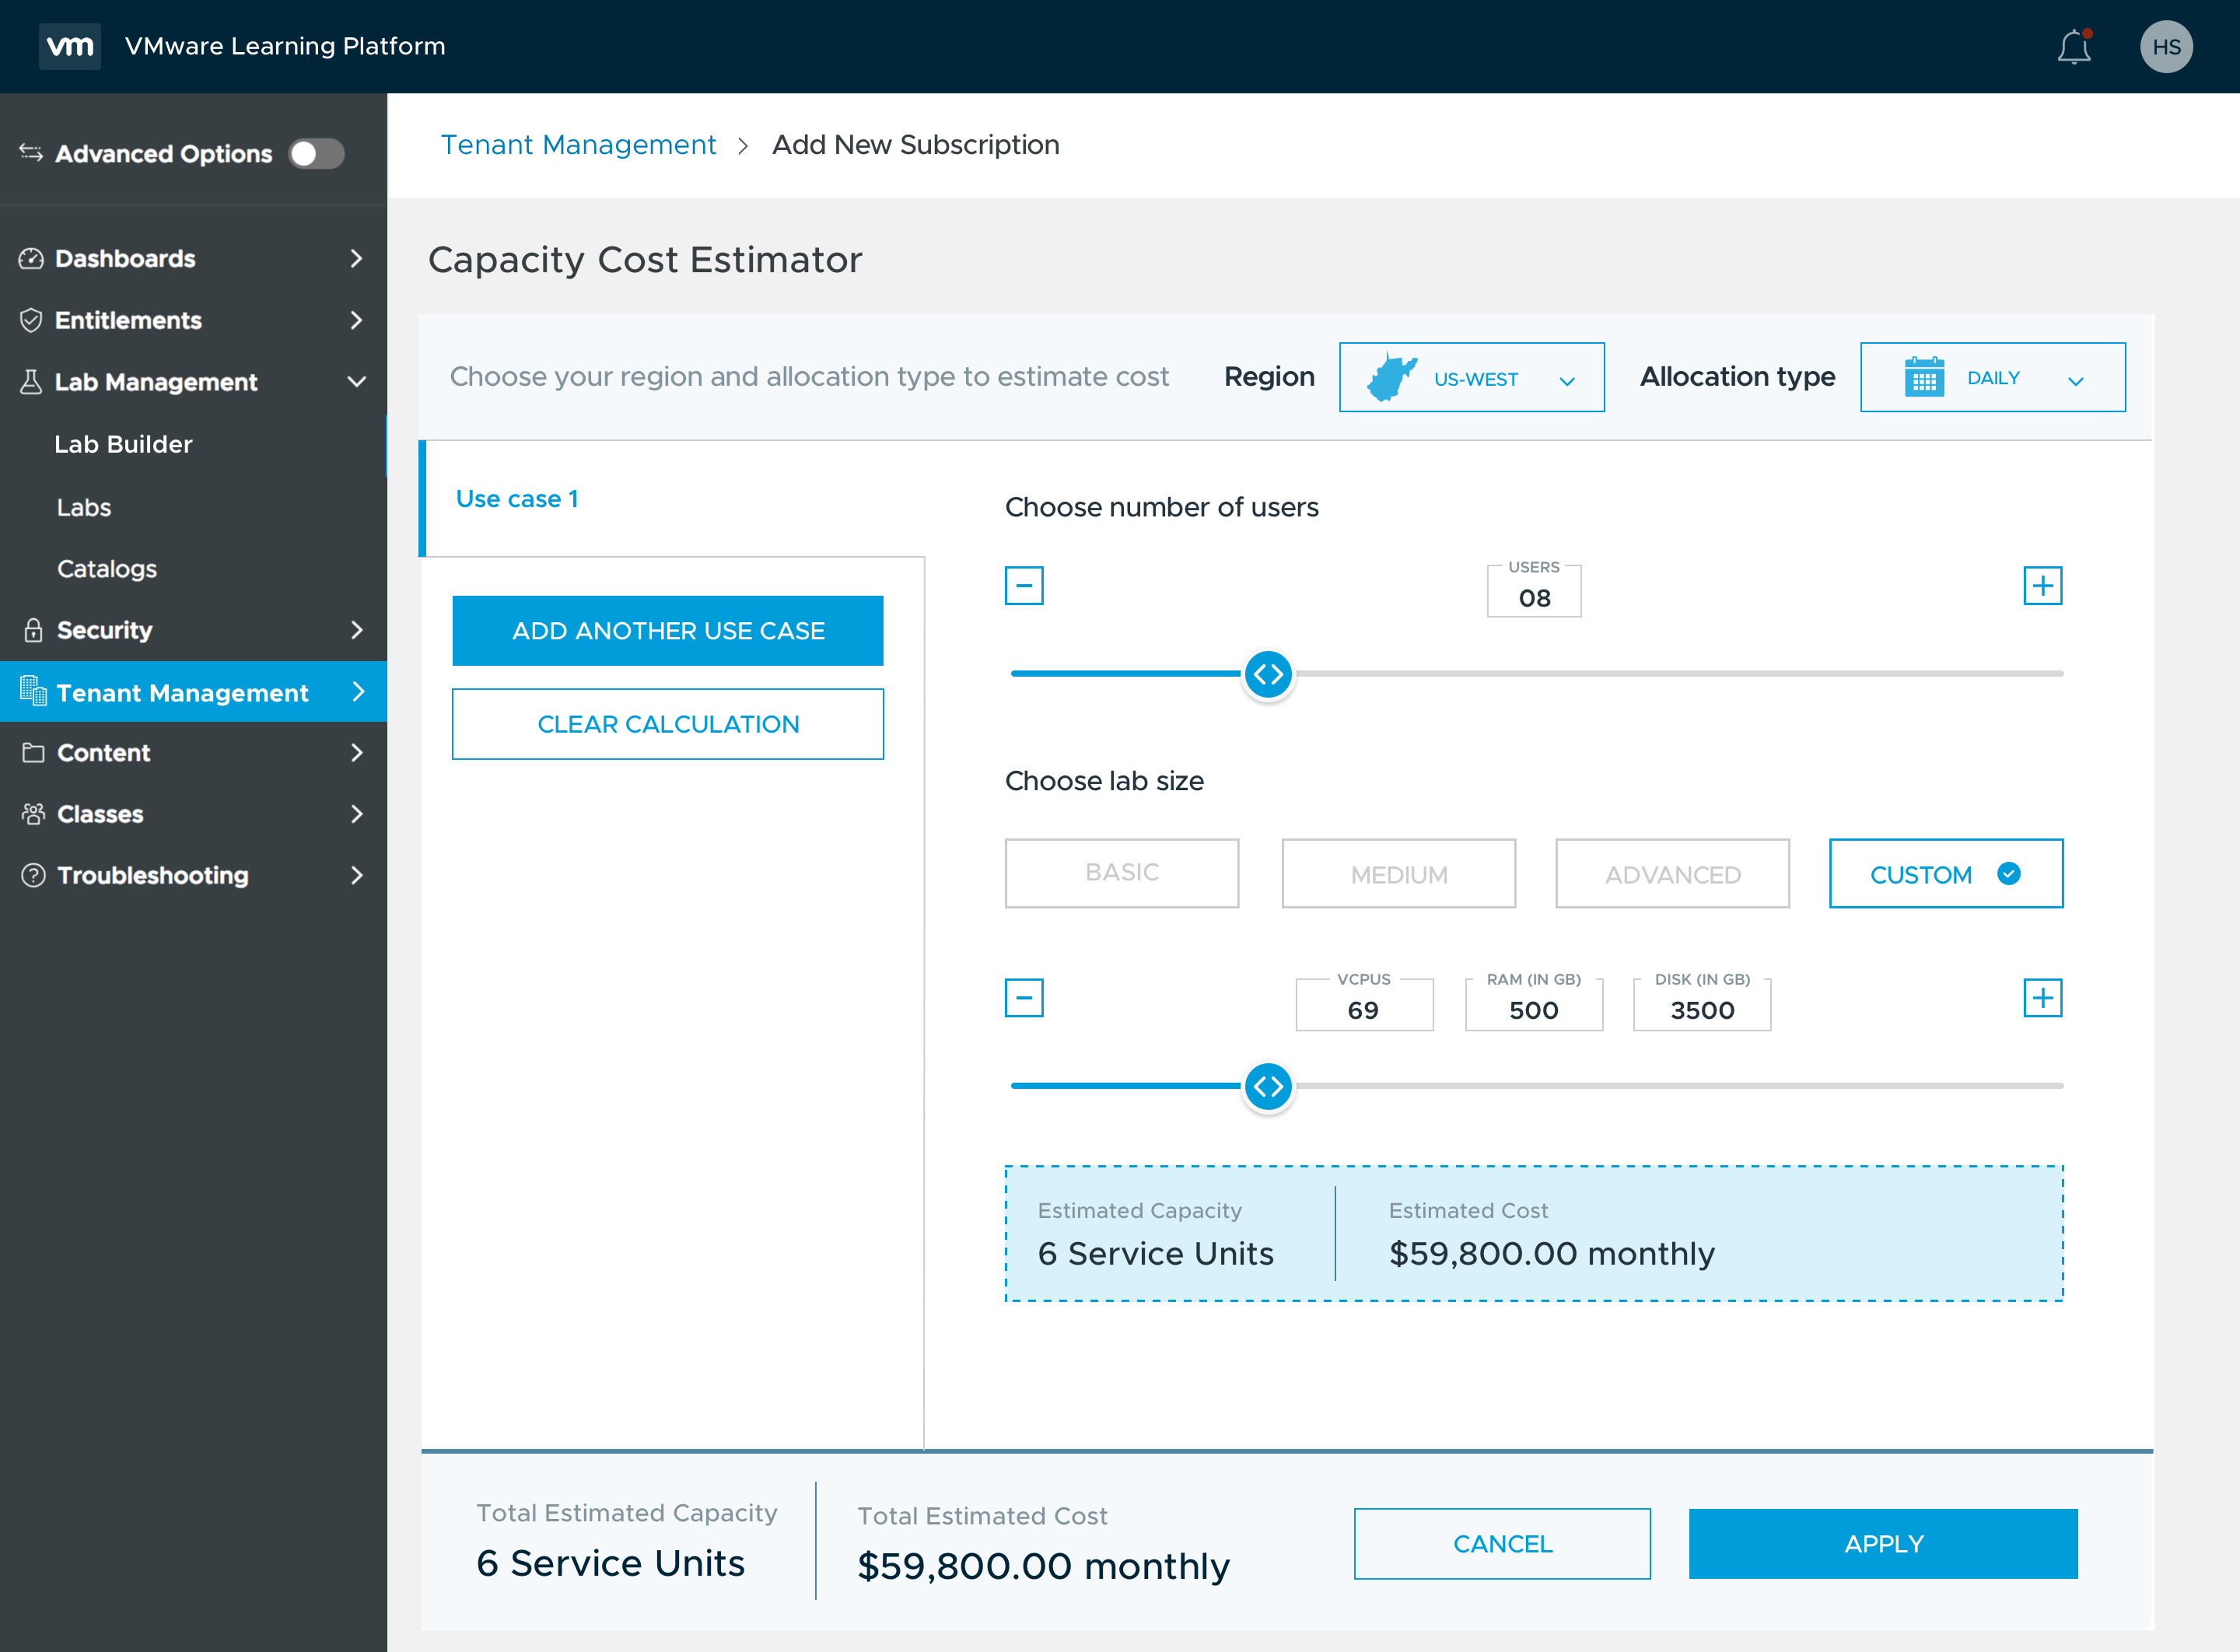 vm VMware Learning Platform
HS
Advanced Options
Dashboards
Entitlements
Lab Management
Lab Builder
Labs
Catalogs
Security
Tenant Management
Content
Classes
Troubleshooting
Tenant Management > Add New Subscription
Capacity Cost Estimator
Choose your region and allocation type to estimate cost
Region
US-WEST
Allocation type
DAILY
Use case 1
ADD ANOTHER USE CASE
CLEAR CALCULATION
Choose number of users
USERS
08
Choose lab size
BASIC
MEDIUM
ADVANCED
CUSTOM
VCPUS
69
RAM (IN GB)
500
DISK (IN GB)
3500
Estimated Capacity
6 Service Units
Estimated Cost
$59,800.00 monthly
Total Estimated Capacity
6 Service Units
Total Estimated Cost
$59,800.00 monthly
CANCEL
APPLY